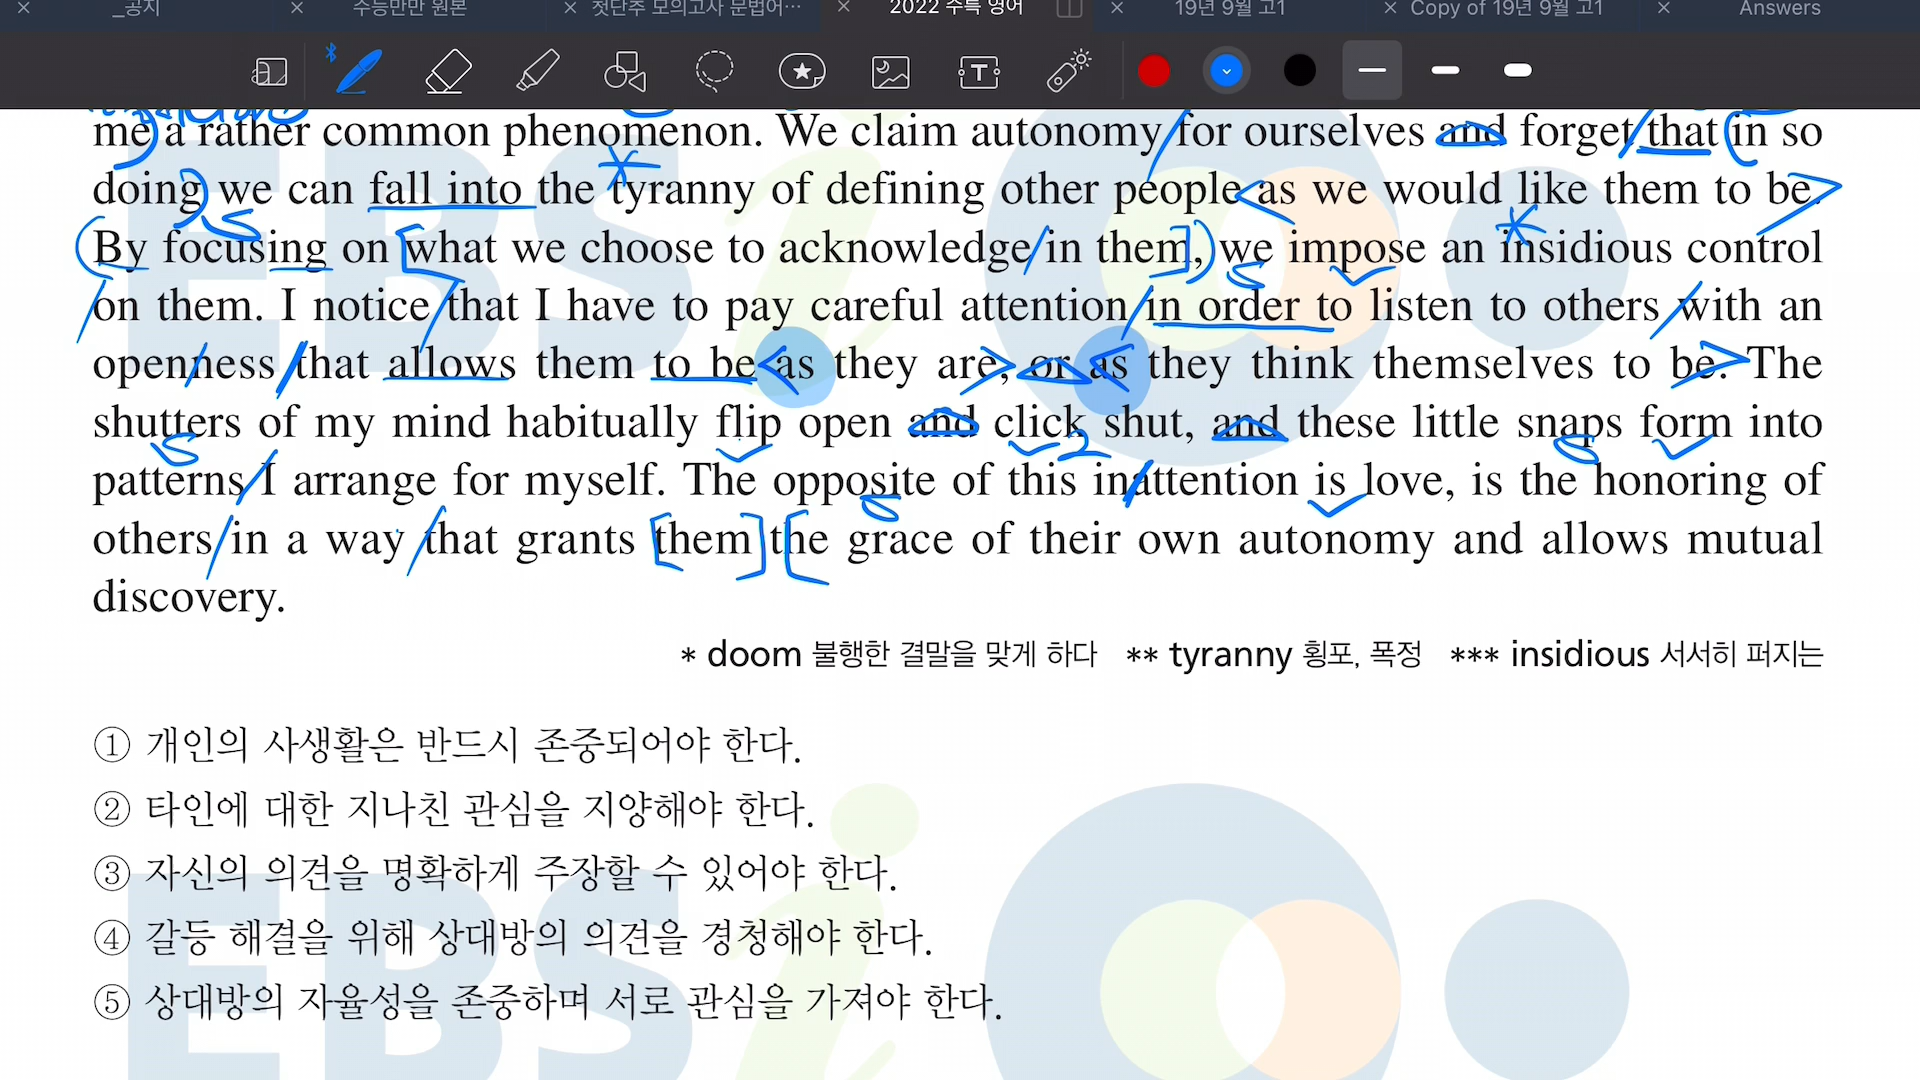 _공지
수능만만 원본
첫단추 모의고사 문법어…
2022 수특 영어
19년 9월 고1
Copy of 19년 9월 고1
Answers
me a rather common phenomenon. We claim autonomy for ourselves and forget that in so
doing we can fall into the tyranny of defining other people as we would like them to be.
By focusing on what we choose to acknowledge in them, we impose an insidious control
on them. I notice that I have to pay careful attention in order to listen to others with an
openness that allows them to be as they are, or as they think themselves to be. The
shutters of my mind habitually flip open and click shut, and these little snaps form into
patterns I arrange for myself. The opposite of this inattention is love, is the honoring of
others in a way that grants them the grace of their own autonomy and allows mutual
discovery.
* doom 불행한 결말을 맞게 하다 ** tyranny 횡포, 폭정 *** insidious 서서히 퍼지는
① 개인의 사생활은 반드시 존중되어야 한다.
② 타인에 대한 지나친 관심을 지양해야 한다.
③ 자신의 의견을 명확하게 주장할 수 있어야 한다.
④ 갈등 해결을 위해 상대방의 의견을 경청해야 한다.
⑤ 상대방의 자율성을 존중하며 서로 관심을 가져야 한다.